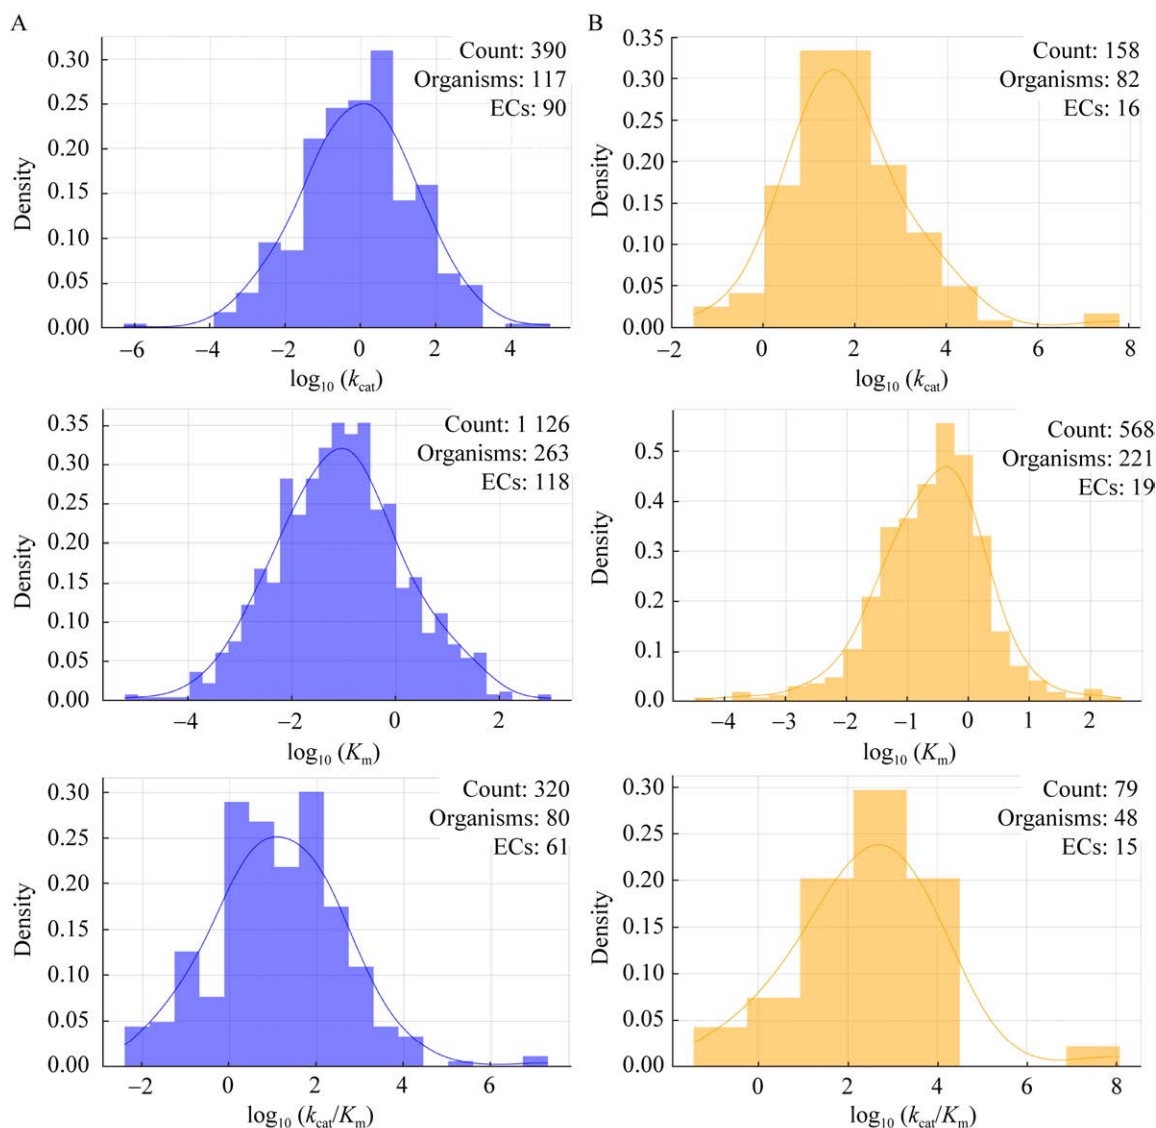 A
Count: 390
Organisms: 117
ECs: 90
Density
0.30
0.25
0.20
0.15
0.10
0.05
0.00
−6 −4 −2 0 2 4
log₁₀ (kcat)
B
Count: 158
Organisms: 82
ECs: 16
Density
0.35
0.30
0.25
0.20
0.15
0.10
0.05
0.00
−2 0 2 4 6 8
log₁₀ (kcat)
Count: 1 126
Organisms: 263
ECs: 118
Density
0.35
0.30
0.25
0.20
0.15
0.10
0.05
0.00
−4 −2 0 2
log₁₀ (Km)
Count: 568
Organisms: 221
ECs: 19
Density
0.5
0.4
0.3
0.2
0.1
0.0
−4 −3 −2 −1 0 1 2
log₁₀ (Km)
Count: 320
Organisms: 80
ECs: 61
Density
0.30
0.25
0.20
0.15
0.10
0.05
0.00
−2 0 2 4 6
log₁₀ (kcat/Km)
Count: 79
Organisms: 48
ECs: 15
Density
0.30
0.25
0.20
0.15
0.10
0.05
0.00
0 2 4 6 8
log₁₀ (kcat/Km)